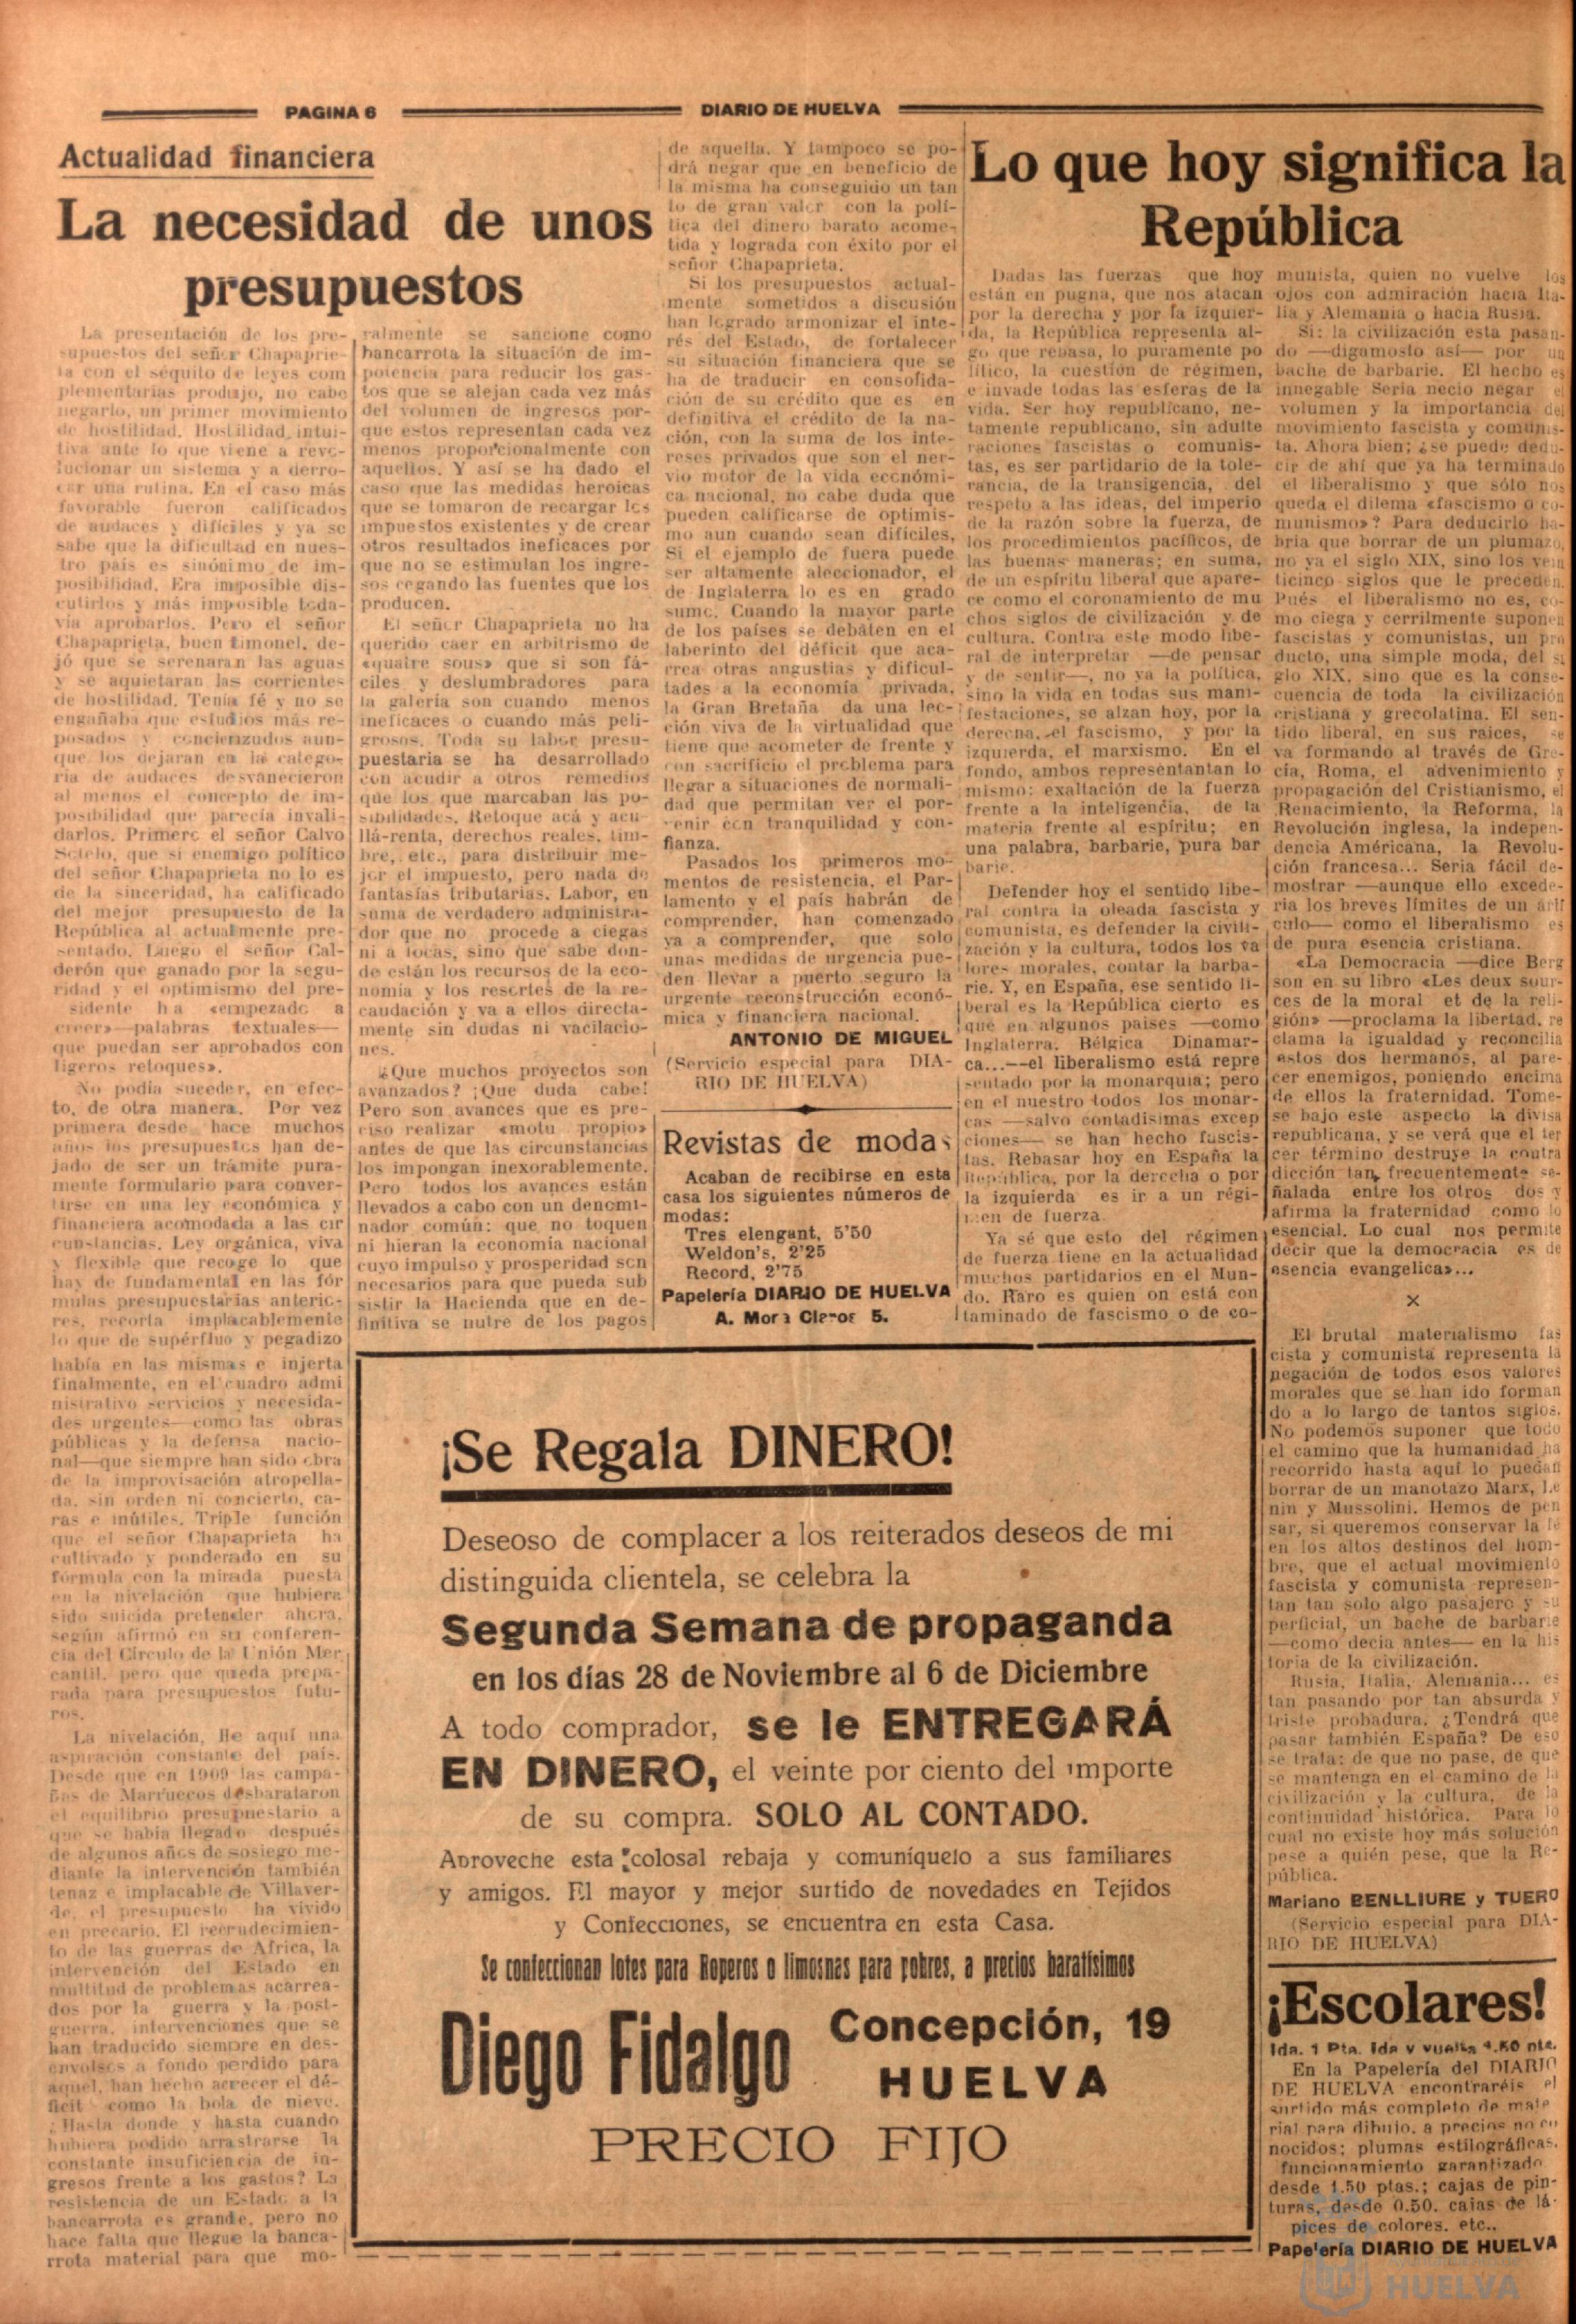 PAGINA 6
DIARIO DE HUELVA
Actualidad financiera
La necesidad de unos
presupuestos
La presentación de los pre-
supuestos del señor Chapaprie-
ta con el séquito de leyes com
plementarias produjo, no cabe
negarlo, un primer movimiento
de hostilidad. Hostilidad intui-
tiva ante lo que viene a revo-
lucionar un sistema y a derro-
car una rutina. En el caso más
favorable fueron calificados
de audaces y difíciles y ya se
sabe que la dificultad en nues-
tro país es sinónimo de im-
posibilidad. Era imposible dis-
cutirlos y más imposible toda-
vía aprobarlos. Pero el señor
Chapaprieta, buen timonel, de-
jó que se serenaran las aguas
y se aquietaran las corrientes
de hostilidad. Tenía fé y no se
engañaba que estudios más re-
posados y concienzudos aun-
que los dejaran en la catego-
ría de audaces desvanecieron
al menos el concepto de im-
posibilidad que parecía invali-
darlos. Primero el señor Calvo
Sotelo, que si enemigo político
del señor Chapaprieta no lo es
de la sinceridad, ha calificado
del mejor presupuesto de la
República al actualmente pre-
sentado. Luego el señor Cal-
derón que ganado por la segu-
ridad y el optimismo del pre-
sidente ha «empezado a
creer»—palabras textuales—
que puedan ser aprobados con
ligeros retoques».
No podía suceder, en efec-
to, de otra manera. Por vez
primera desde hace muchos
años los presupuestos han de-
jado de ser un trámite pura-
mente formulario para conver-
tirse en una ley económica y
financiera acomodada a las cir
cunstancias. Ley orgánica, viva
y flexible que recoge lo que
hay de fundamental en las fór
mulas presupuestarias anterio-
res, recorta implacablemente
lo que de supérfluo y pegadizo
había en las mismas e injerta
finalmente, en el cuadro admi
nistrativo servicios y necesida-
des urgentes—como las obras
públicas y la defensa nacio-
nal—que siempre han sido obra
de la improvisación atropella-
da, sin orden ni concierto, ca-
ras e inútiles. Triple función
que el señor Chapaprieta ha
cultivado y ponderado en su
fórmula con la mirada puesta
en la nivelación que hubiera
sido suicida pretender ahora,
según afirmó en su conferen-
cia del Círculo de la Unión Mer
cantil, pero que queda prepa-
rada para presupuestos futu-
ros.
La nivelación. He aquí una
aspiración constante del país.
Desde que en 1909 las campa-
ñas de Marruecos desbarataron
el equilibrio presupuestario a
que se había llegado después
de algunos años de sosiego me-
diante la intervención también
tenaz e implacable de Villaver-
de, el presupuesto ha vivido
en precario. El recrudecimien-
to de las guerras de Africa, la
intervención del Estado en
multitud de problemas acarrea-
dos por la guerra y la post-
guerra, intervenciones que se
han traducido siempre en des-
envolsos a fondo perdido para
aquel, han hecho acrecer el dé-
ficit como la bola de nieve.
¿Hasta donde y hasta cuando
hubiera podido arrastrarse la
constante insuficiencia de in-
gresos frente a los gastos? La
resistencia de un Estado a la
bancarrota es grande, pero no
hace falta que llegue la banca-
rrota material para que mo-
ralmente se sancione como
bancarrota la situación de im-
potencia para reducir los gas-
tos que se alejan cada vez más
del volumen de ingresos por-
que estos representan cada vez
menos proporcionalmente con
aquellos. Y así se ha dado el
caso que las medidas heroicas
que se tomaron de recargar los
impuestos existentes y de crear
otros resultados ineficaces por
que no se estimulan los ingre-
sos cegando las fuentes que los
producen.
El señor Chapaprieta no ha
querido caer en arbitrismo de
«quatre sous» que si son fá-
ciles y deslumbradores para
la galería son cuando menos
ineficaces o cuando más peli-
grosos. Toda su labor presu-
puestaria se ha desarrollado
con acudir a otros remedios
que los que marcaban las po-
sibilidades. Retoque acá y acu-
llá-renta, derechos reales, tim-
bre, etc., para distribuir me-
jor el impuesto, pero nada de
fantasías tributarias. Labor, en
suma de verdadero administra-
dor que no procede a ciegas
ni a locas, sino que sabe don-
de están los recursos de la eco-
nomía y los resortes de la re-
caudación y va a ellos directa-
mente sin dudas ni vacilacio-
nes.
¿Que muchos proyectos son
avanzados? ¡Que duda cabe!
Pero son avances que es pre-
ciso realizar «motu propio»
antes de que las circunstancias
los impongan inexorablemente.
Pero todos los avances están
llevados a cabo con un denomi-
nador común: que no toquen
ni hieran la economía nacional
cuyo impulso y prosperidad son
necesarios para que pueda sub
sistir la Hacienda que en de-
finitiva se nutre de los pagos
de aquella. Y tampoco se po-
drá negar que en beneficio de
la misma ha conseguido un tan
to de gran valor con la polí-
tica del dinero barato acome-
tida y lograda con éxito por el
señor Chapaprieta.
Si los presupuestos actual-
mente sometidos a discusión
han logrado armonizar el inte-
rés del Estado, de fortalecer
su situación financiera que se
ha de traducir en consolida-
ción de su crédito que es en
definitiva el crédito de la na-
ción, con la suma de los inte-
reses privados que son el ner-
vio motor de la vida económi-
ca nacional, no cabe duda que
pueden calificarse de optimis-
mo aun cuando sean difíciles.
Si el ejemplo de fuera puede
ser altamente aleccionador, el
de Inglaterra lo es en grado
sumo. Cuando la mayor parte
de los países se debaten en el
laberinto del déficit que aca-
rrea otras angustias y dificul-
tades a la economía privada,
la Gran Bretaña da una lec-
ción viva de la virtualidad que
tiene que acometer de frente y
con sacrificio el problema para
llegar a situaciones de normali-
dad que permitan ver el por-
venir con tranquilidad y con-
fianza.
Pasados los primeros mo-
mentos de resistencia, el Par-
lamento y el país habrán de
comprender, han comenzado
ya a comprender, que solo
unas medidas de urgencia pue-
den llevar a puerto seguro la
urgente reconstrucción econó-
mica y financiera nacional.
ANTONIO DE MIGUEL
(Servicio especial para DIA-
RIO DE HUELVA)
Revistas de modas
Acaban de recibirse en esta
casa los siguientes números de
modas:
Tres elengant, 5'50
Weldon's, 2'25
Record, 2'75
Papelería DIARIO DE HUELVA
A. Mora Claros 5.
Lo que hoy significa la
República
Dadas las fuerzas que hoy
están en pugna, que nos atacan
por la derecha y por la izquier-
da, la República representa al-
go que rebasa, lo puramente po
lítico, la cuestión de régimen,
e invade todas las esferas de la
vida. Ser hoy republicano, ne-
tamente republicano, sin adulte
raciones fascistas o comunis-
tas, es ser partidario de la tole-
rancia, de la transigencia, del
respeto a las ideas, del imperio
de la razón sobre la fuerza, de
los procedimientos pacíficos, de
las buenas maneras; en suma,
de un espíritu liberal que apare-
ce como el coronamiento de mu
chos siglos de civilización y de
cultura. Contra este modo libe-
ral de interpretar —de pensar
y de sentir—, no ya la política,
sino la vida en todas sus mani-
festaciones, se alzan hoy, por la
derecha, el fascismo, y por la
izquierda, el marxismo. En el
fondo, ambos representantan lo
mismo: exaltación de la fuerza
frente a la inteligencia, de la
materia frente al espíritu; en
una palabra, barbarie, pura bar
barie.
Defender hoy el sentido libe-
ral contra la oleada fascista y
comunista, es defender la civili-
zación y la cultura, todos los va
lores morales, contar la barba-
rie. Y, en España, ese sentido li-
beral es la República cierto es
que en algunos países —como
Inglaterra. Bélgica Dinamar-
ca...—el liberalismo está repre
sentado por la monarquía; pero
en el nuestro todos los monar-
cas —salvo contadísimas excep
ciones— se han hecho fuscis-
tas. Rebasar hoy en España la
República, por la derecha o por
la izquierda es ir a un régi-
men de fuerza.
Ya sé que esto del régimen
de fuerza tiene en la actualidad
muchos partidarios en el Mun-
do. Raro es quien on está con
taminado de fascismo o de co-
munista, quien no vuelve los
ojos con admiración hacia Ita-
lia y Alemania o hacia Rusia.
Si: la civilización esta pasan-
do —digamoslo así— por un
bache de barbarie. El hecho es
innegable Seria necio negar el
volumen y la importancia del
movimiento fascista y comunis-
ta. Ahora bien; ¿se puede dedu-
cir de ahí que ya ha terminado
el liberalismo y que sólo nos
queda el dilema «fascismo o co-
munismo»? Para deducirlo ha-
bría que borrar de un plumazo,
no ya el siglo XIX, sino los vein
ticinco siglos que le preceden.
Pués el liberalismo no es, co-
mo ciega y cerrilmente suponen
fascistas y comunistas, un pro
ducto, una simple moda, del si
glo XIX, sino que es la conse-
cuencia de toda la civilización
cristiana y grecolatina. El sen-
tido liberal, en sus raices, se
va formando al través de Gre-
cía, Roma, el advenimiento y
propagación del Cristianismo, el
Renacimiento, la Reforma, la
Revolución inglesa, la indepen-
dencia Américana, la Revolu-
ción francesa... Seria fácil de-
mostrar —aunque ello excede-
ria los breves límites de un artí
culo— como el liberalismo es
de pura esencia cristiana.
«La Democracia —dice Berg
son en su libro «Les deux sour-
ces de la moral et de la reli-
gión» —proclama la libertad, re
clama la igualdad y reconcilia
estos dos hermanos, al pare-
cer enemigos, poniendo encima
de ellos la fraternidad. Tome-
se bajo este aspecto la divisa
republicana, y se verá que el ter
cer término destruye la contra
dicción tan frecuentemente se-
ñalada entre los otros dos y
afirma la fraternidad como lo
esencial. Lo cual nos permite
decir que la democracia es de
esencia evangelica»...
×
El brutal materialismo fas
cista y comunista representa la
negación de todos esos valores
morales que se han ido forman
do a lo largo de tantos siglos.
No podemos suponer que todo
el camino que la humanidad ha
recorrido hasta aquí lo puedan
borrar de un manotazo Marx, Le
nin y Mussolini. Hemos de pen
sar, si queremos conservar la fé
en los altos destinos del hom-
bre, que el actual movimiento
fascista y comunista represen-
tan tan solo algo pasajero y su
perficial, un bache de barbarie
—como decia antes— en la his
toria de la civilización.
Rusia, Italia, Alemania... es
tan pasando por tan absurda y
triste probadura. ¿Tendrá que
pasar también España? De eso
se trata: de que no pase, de que
se mantenga en el camino de la
civilización y la cultura, de la
continuidad histórica. Para lo
cual no existe hoy más solución
pese a quién pese, que la Re-
pública.
Mariano BENLLIURE y TUERO
(Servicio especial para DIA-
RIO DE HUELVA)
¡Escolares!
Ida. 1 Pta. Ida y vuelta 1.50 pta.
En la Papelería del DIARIO
DE HUELVA encontraréis el
surtido más completo de mate
rial para dibujo, a precios no co
nocidos; plumas estilográficas.
funcionamiento garantizado
desde 1.50 ptas.; cajas de pin-
turas, desde 0.50. cajas de lá-
pices de colores. etc..
Papelería DIARIO DE HUELVA
¡Se Regala DINERO!
Deseoso de complacer a los reiterados deseos de mi
distinguida clientela, se celebra la
Segunda Semana de propaganda
en los días 28 de Noviembre al 6 de Diciembre
A todo comprador, se le ENTREGARÁ
EN DINERO, el veinte por ciento del importe
de su compra. SOLO AL CONTADO.
Aproveche esta colosal rebaja y comuníquelo a sus familiares
y amigos. El mayor y mejor surtido de novedades en Tejidos
y Confecciones, se encuentra en esta Casa.
Se confeccionan lotes para Roperos o limosnas para pobres, a precios baratísimos
Diego Fidalgo
Concepción, 19
HUELVA
PRECIO FIJO
HUELVA